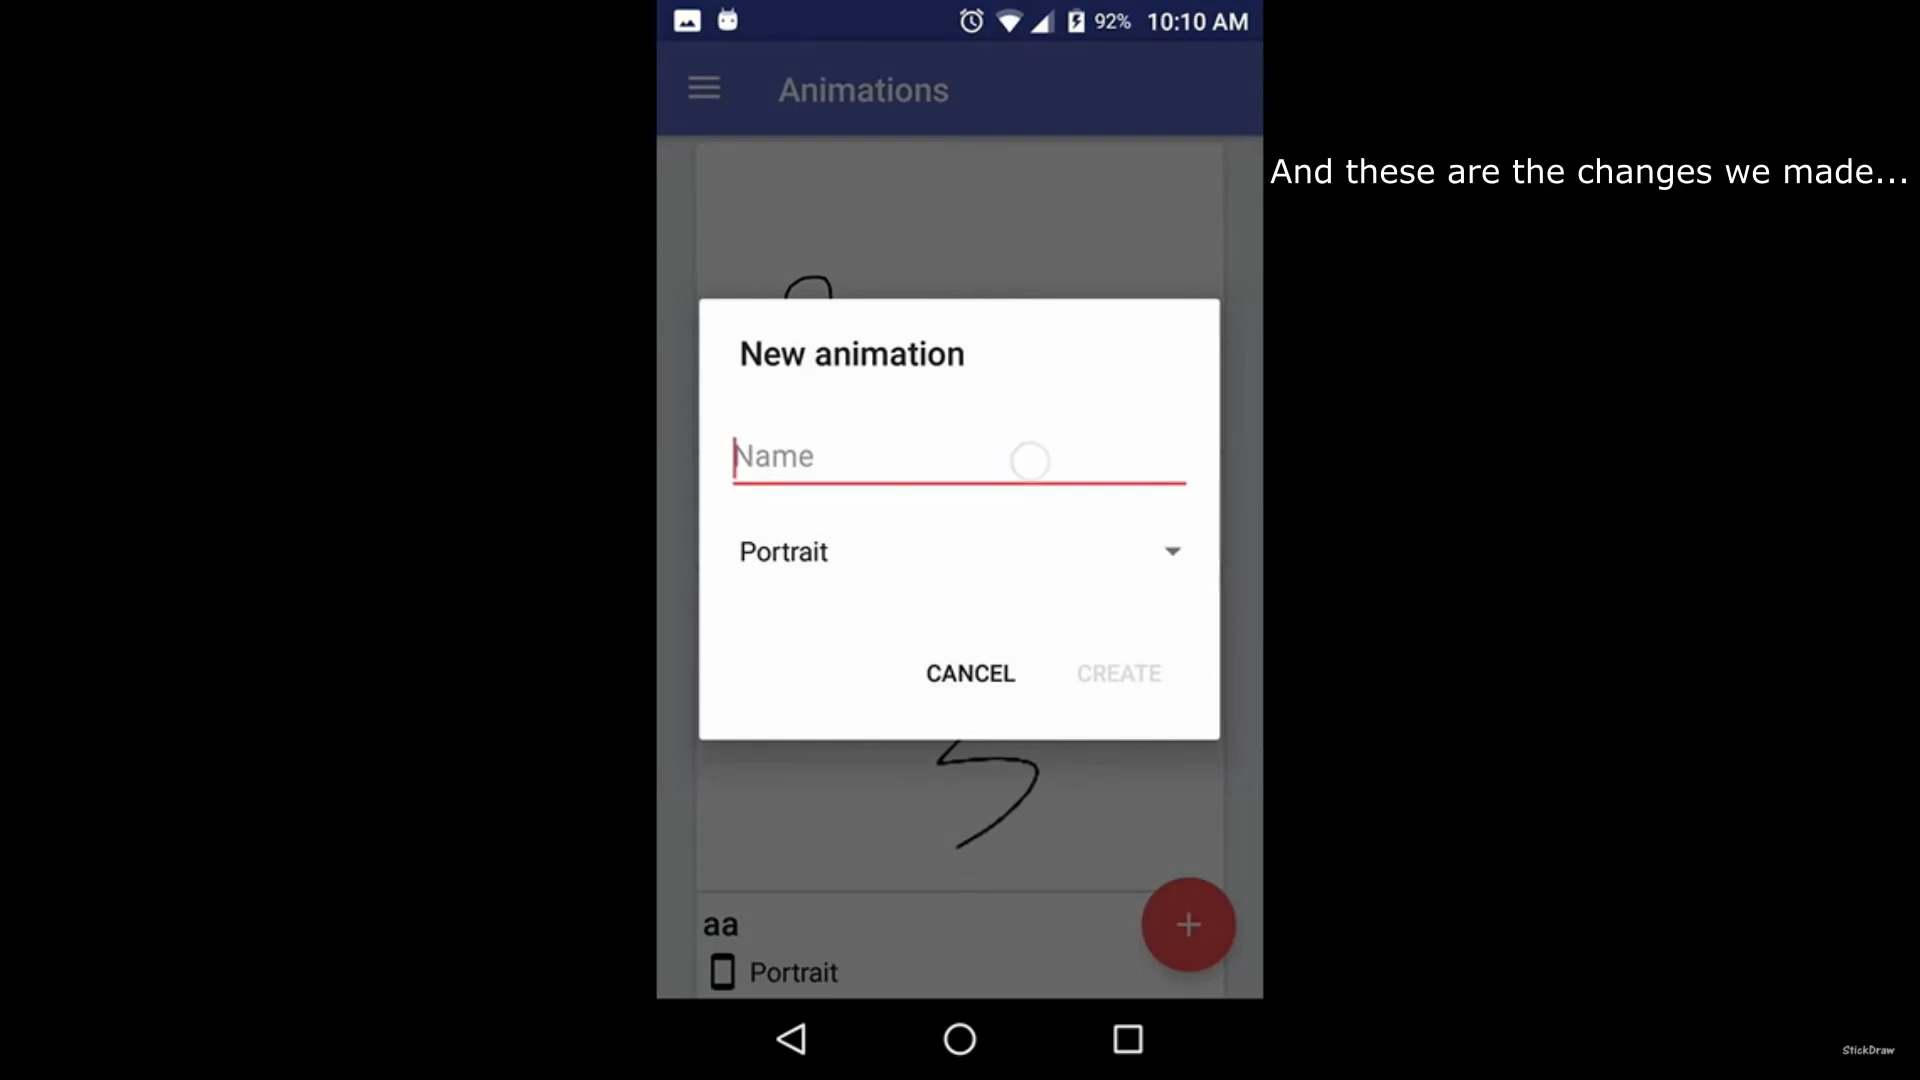 92% 10:10 AM
Animations
And these are the changes we made...
New animation
Name
Portrait
CANCEL CREATE
aa
Portrait
StickDraw